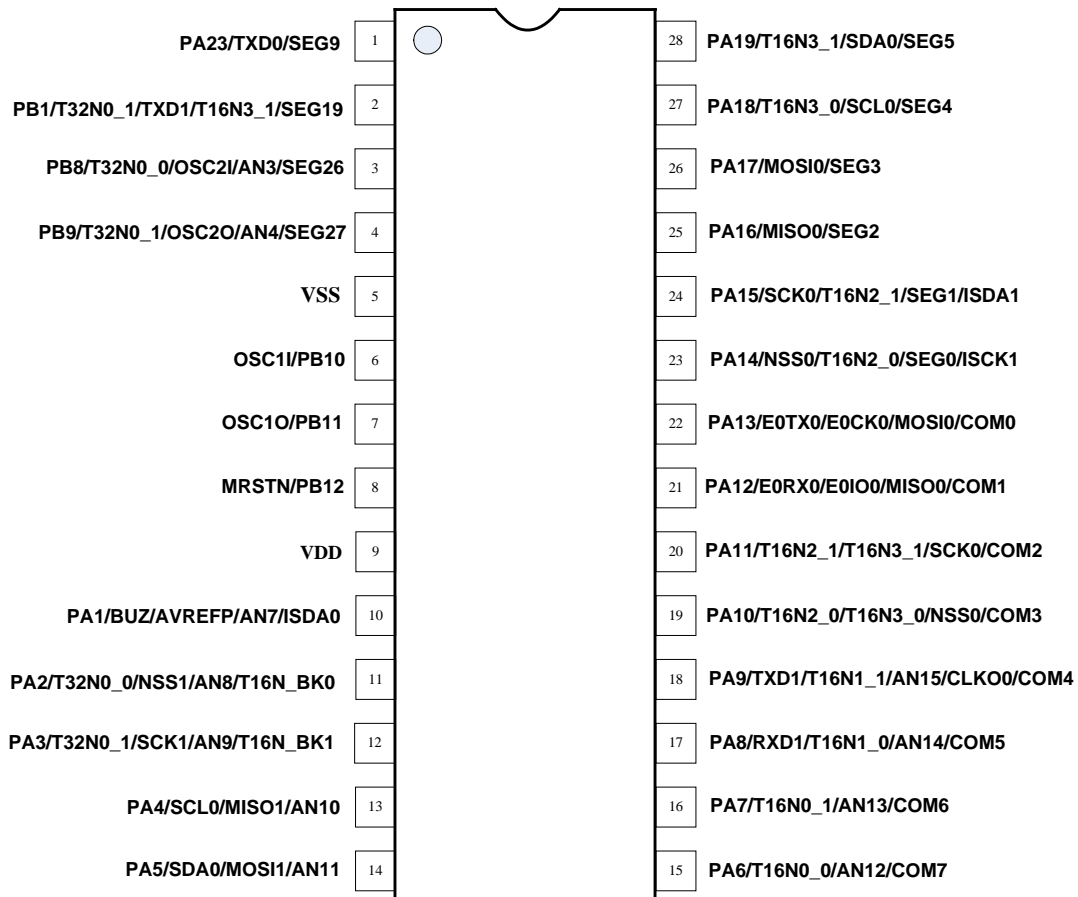 PA23/TXD0/SEG9 1 28 PA19/T16N3_1/SDA0/SEG5
PB1/T32N0_1/TXD1/T16N3_1/SEG19 2 27 PA18/T16N3_0/SCL0/SEG4
PB8/T32N0_0/OSC2I/AN3/SEG26 3 26 PA17/MOSI0/SEG3
PB9/T32N0_1/OSC2O/AN4/SEG27 4 25 PA16/MISO0/SEG2
VSS 5 24 PA15/SCK0/T16N2_1/SEG1/ISDA1
OSC1I/PB10 6 23 PA14/NSS0/T16N2_0/SEG0/ISCK1
OSC1O/PB11 7 22 PA13/E0TX0/E0CK0/MOSI0/COM0
MRSTN/PB12 8 21 PA12/E0RX0/E0IO0/MISO0/COM1
VDD 9 20 PA11/T16N2_1/T16N3_1/SCK0/COM2
PA1/BUZ/AVREFP/AN7/ISDA0 10 19 PA10/T16N2_0/T16N3_0/NSS0/COM3
PA2/T32N0_0/NSS1/AN8/T16N_BK0 11 18 PA9/TXD1/T16N1_1/AN15/CLKO0/COM4
PA3/T32N0_1/SCK1/AN9/T16N_BK1 12 17 PA8/RXD1/T16N1_0/AN14/COM5
PA4/SCL0/MISO1/AN10 13 16 PA7/T16N0_1/AN13/COM6
PA5/SDA0/MOSI1/AN11 14 15 PA6/T16N0_0/AN12/COM7